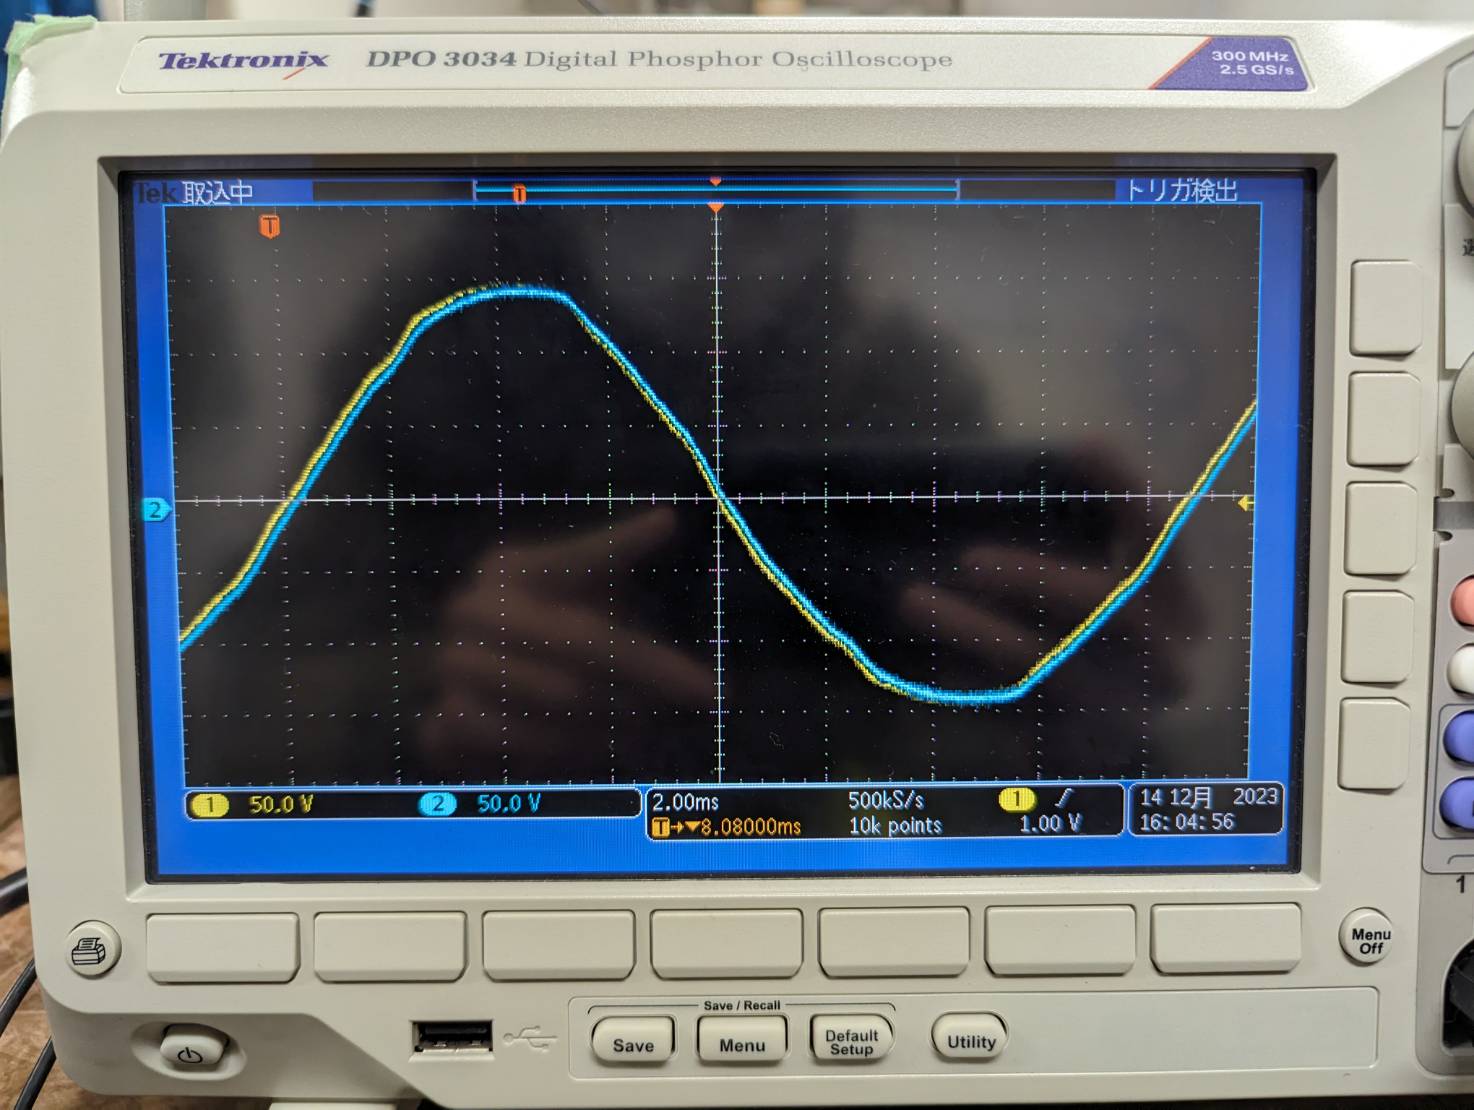 Tektronix DPO 3034 Digital Phosphor Oscilloscope
300 MHz
2.5 GS/s
Tek 取込中
T
トリガ検出
T
2
1 50.0 V
2 50.0 V
2.00ms
500kS/s
1
T→▼8.08000ms
10k points
1.00 V
14 12月 2023
16:04:56
Menu
Off
1
Save / Recall
Save
Menu
Default
Setup
Utility